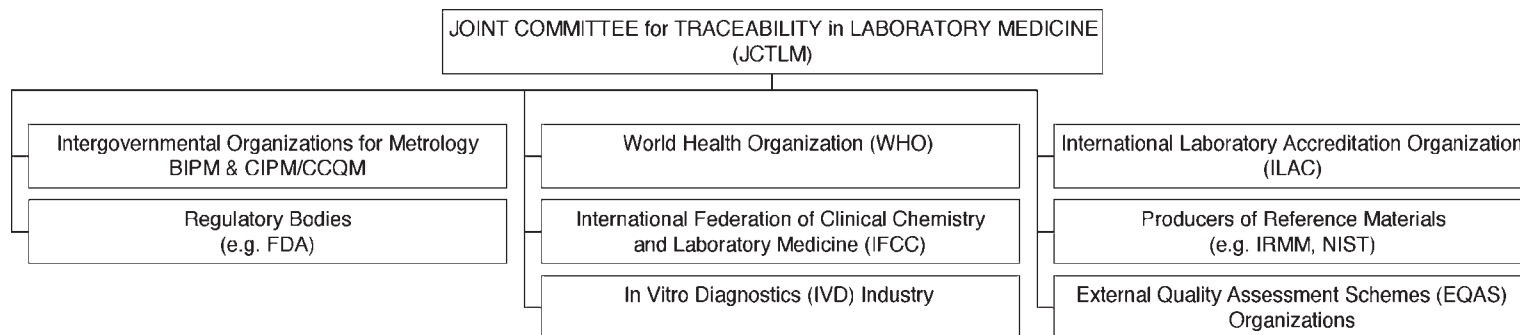 JOINT COMMITTEE for TRACEABILITY in LABORATORY MEDICINE
(JCTLM)
Intergovernmental Organizations for Metrology
BIPM & CIPM/CCQM
Regulatory Bodies
(e.g. FDA)
World Health Organization (WHO)
International Federation of Clinical Chemistry
and Laboratory Medicine (IFCC)
In Vitro Diagnostics (IVD) Industry
International Laboratory Accreditation Organization
(ILAC)
Producers of Reference Materials
(e.g. IRMM, NIST)
External Quality Assessment Schemes (EQAS)
Organizations